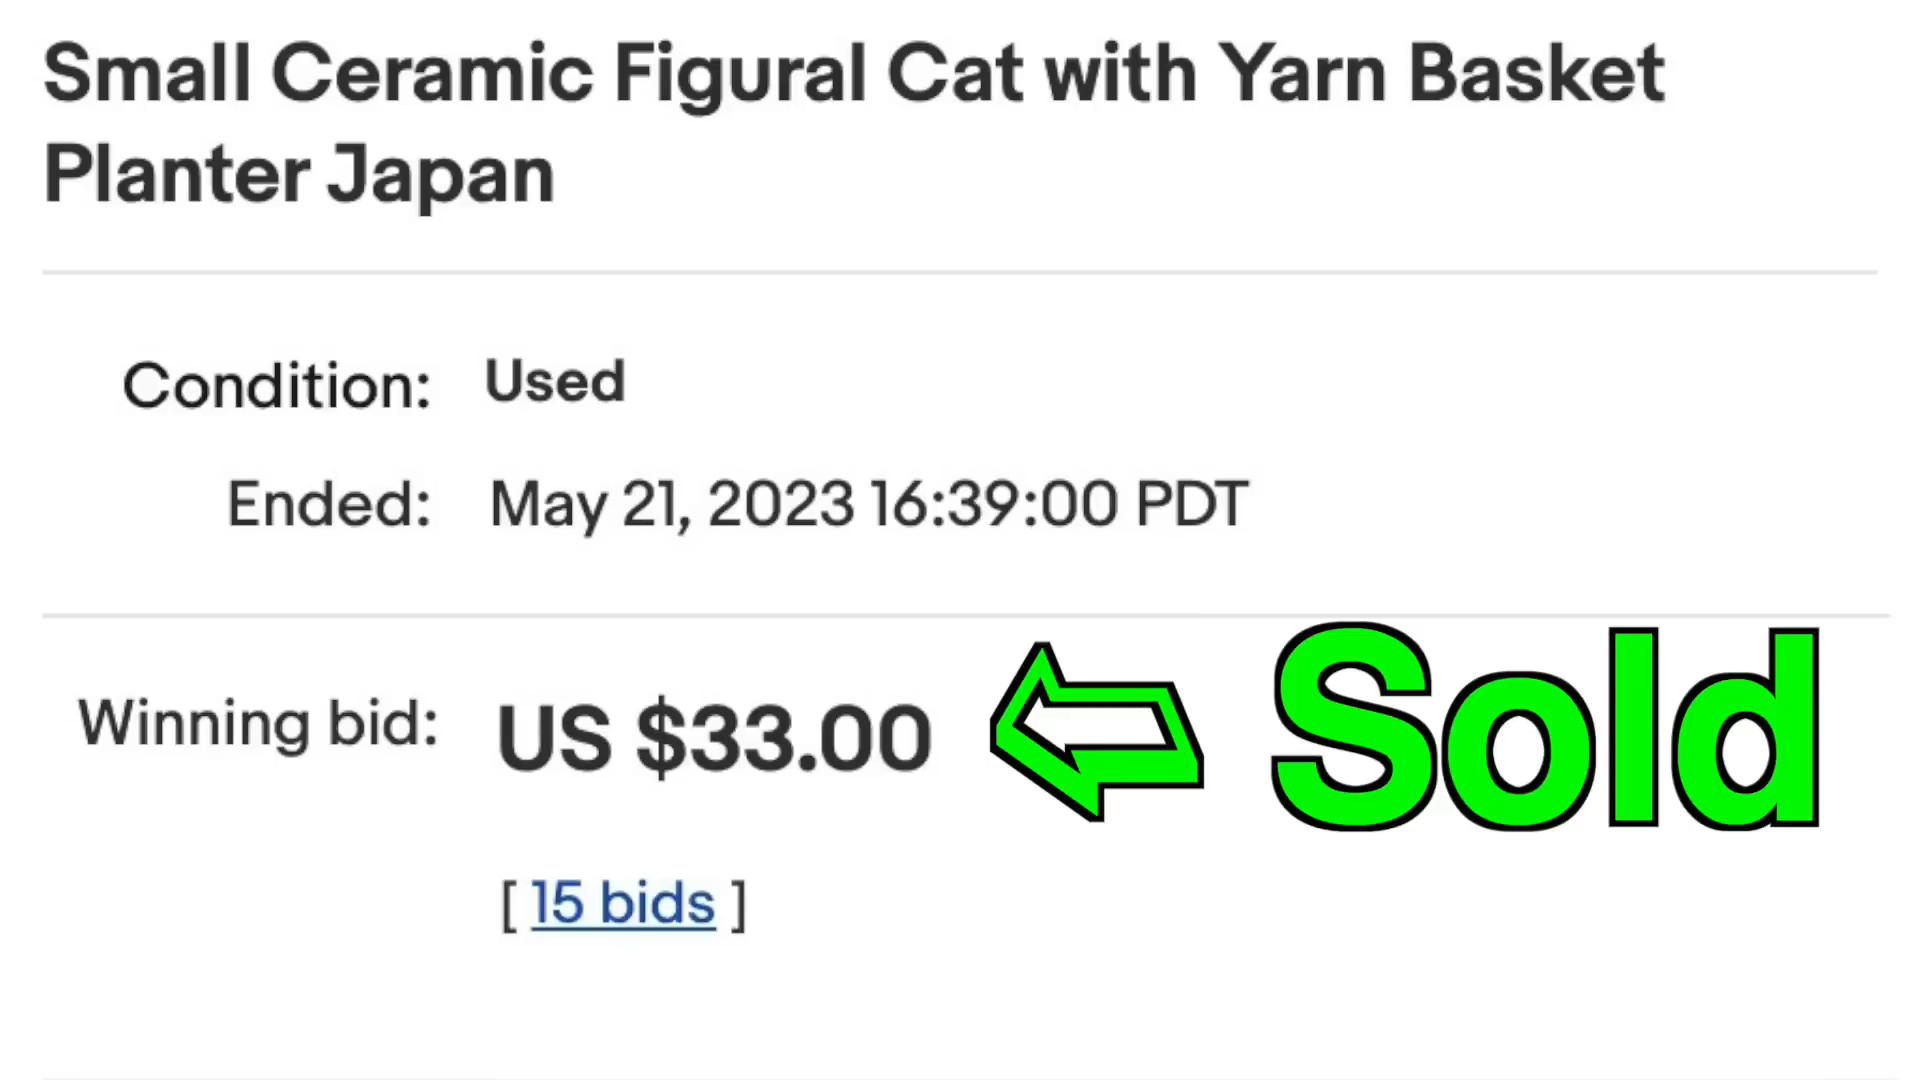 Small Ceramic Figural Cat with Yarn Basket
Planter Japan
Condition: Used
Ended: May 21, 2023 16:39:00 PDT
Winning bid: US $33.00 Sold
[ 15 bids ]